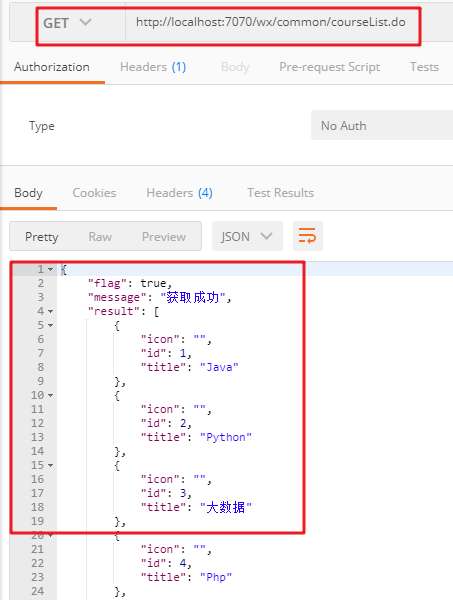 GET http://localhost:7070/wx/common/courseList.do
Authorization Headers (1) Body Pre-request Script Tests
Type No Auth
Body Cookies Headers (4) Test Results
Pretty Raw Preview JSON
1 {
2 "flag": true,
3 "message": "获取成功",
4 "result": [
5 {
6 "icon": "",
7 "id": 1,
8 "title": "Java"
9 },
10 {
11 "icon": "",
12 "id": 2,
13 "title": "Python"
14 },
15 {
16 "icon": "",
17 "id": 3,
18 "title": "大数据"
19 },
20 {
21 "icon": "",
22 "id": 4,
23 "title": "Php"
24 },